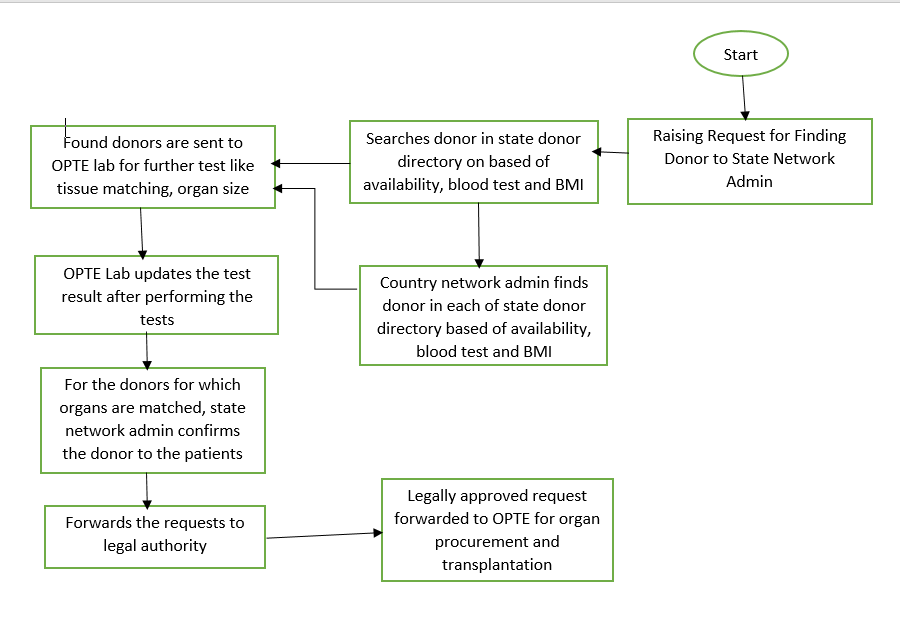 Start
Raising Request for Finding
Donor to State Network
Admin
Searches donor in state donor
directory on based of
availability, blood test and BMI
Found donors are sent to
OPTE lab for further test like
tissue matching, organ size
Country network admin finds
donor in each of state donor
directory based of availability,
blood test and BMI
OPTE Lab updates the test
result after performing the
tests
For the donors for which
organs are matched, state
network admin confirms
the donor to the patients
Forwards the requests to
legal authority
Legally approved request
forwarded to OPTE for organ
procurement and
transplantation